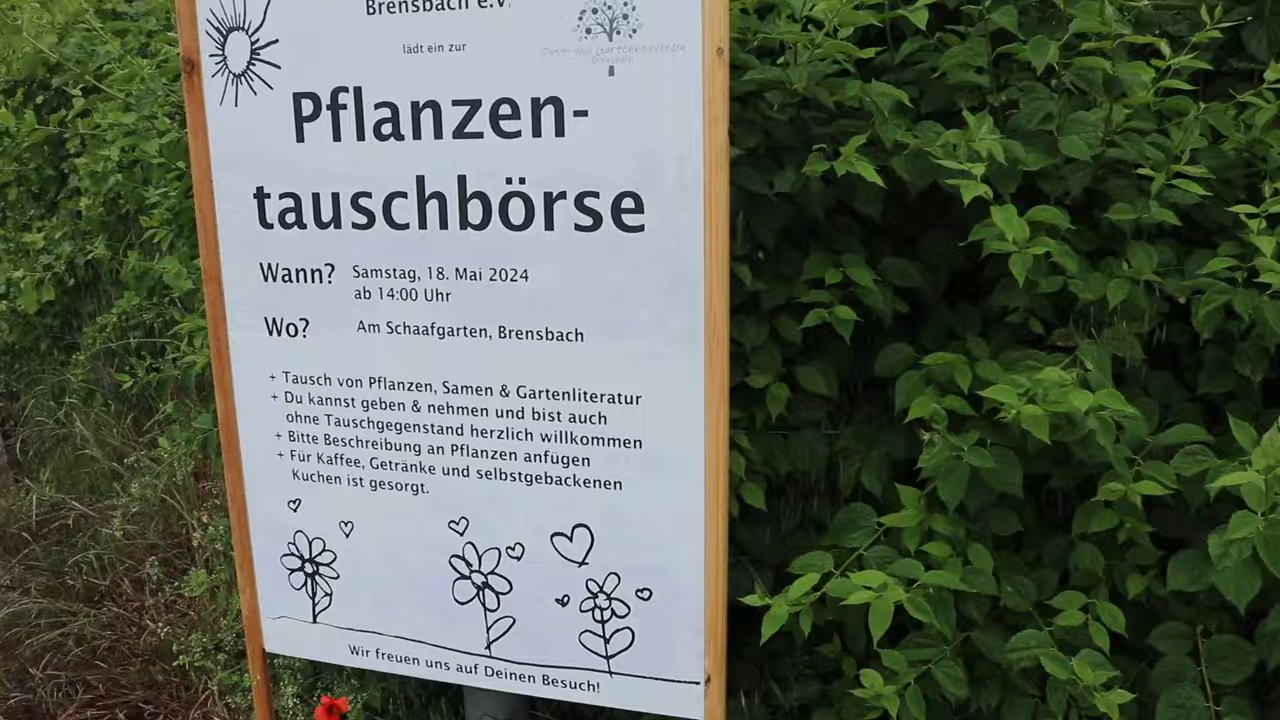 Brensbach e.V.
lädt ein zur
Pflanzen-
tauschbörse
Wann? Samstag, 18. Mai 2024
ab 14:00 Uhr
Wo? Am Schaafgarten, Brensbach
+ Tausch von Pflanzen, Samen & Gartenliteratur
+ Du kannst geben & nehmen und bist auch
ohne Tauschgegenstand herzlich willkommen
+ Bitte Beschreibung an Pflanzen anfügen
+ Für Kaffee, Getränke und selbstgebackenen
Kuchen ist gesorgt.
Wir freuen uns auf Deinen Besuch!